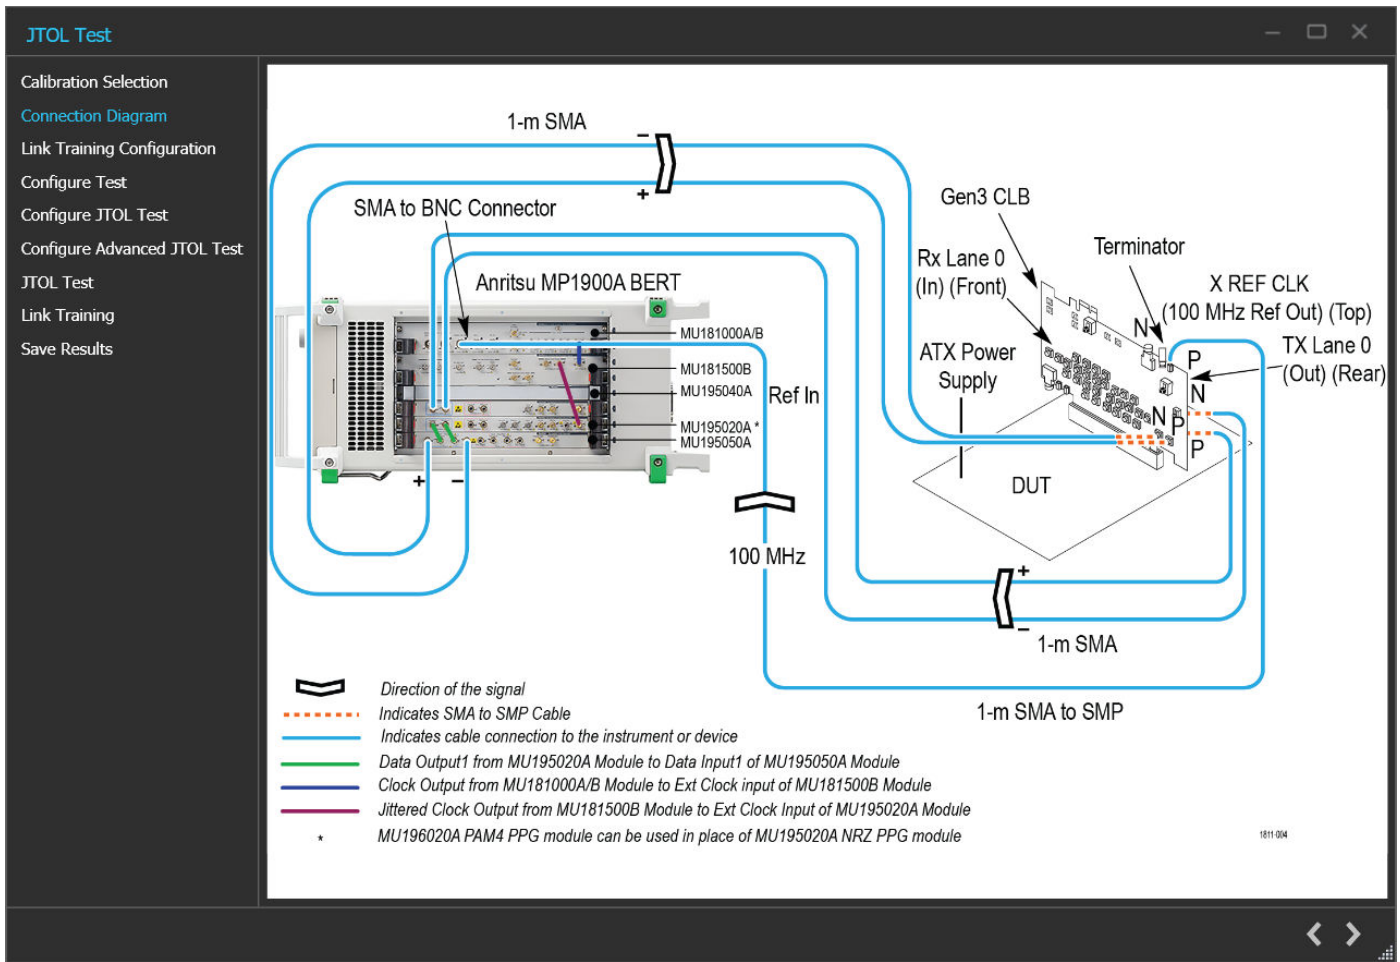 JTOL Test
Calibration Selection
Connection Diagram
Link Training Configuration
Configure Test
Configure JTOL Test
Configure Advanced JTOL Test
JTOL Test
Link Training
Save Results
1-m SMA
−
+
SMA to BNC Connector
Anritsu MP1900A BERT
MU181000A/B
MU181500B
MU195040A
MU195020A *
MU195050A
Ref In
+ −
100 MHz
Gen3 CLB
Rx Lane 0
(In) (Front)
Terminator
X REF CLK
(100 MHz Ref Out) (Top)
TX Lane 0
(Out) (Rear)
ATX Power
Supply
N
P
N
N
P
P
DUT
+
−
1-m SMA
1-m SMA to SMP
Direction of the signal
Indicates SMA to SMP Cable
Indicates cable connection to the instrument or device
Data Output1 from MU195020A Module to Data Input1 of MU195050A Module
Clock Output from MU181000A/B Module to Ext Clock input of MU181500B Module
Jittered Clock Output from MU181500B Module to Ext Clock Input of MU195020A Module
* MU196020A PAM4 PPG module can be used in place of MU195020A NRZ PPG module
1811-004